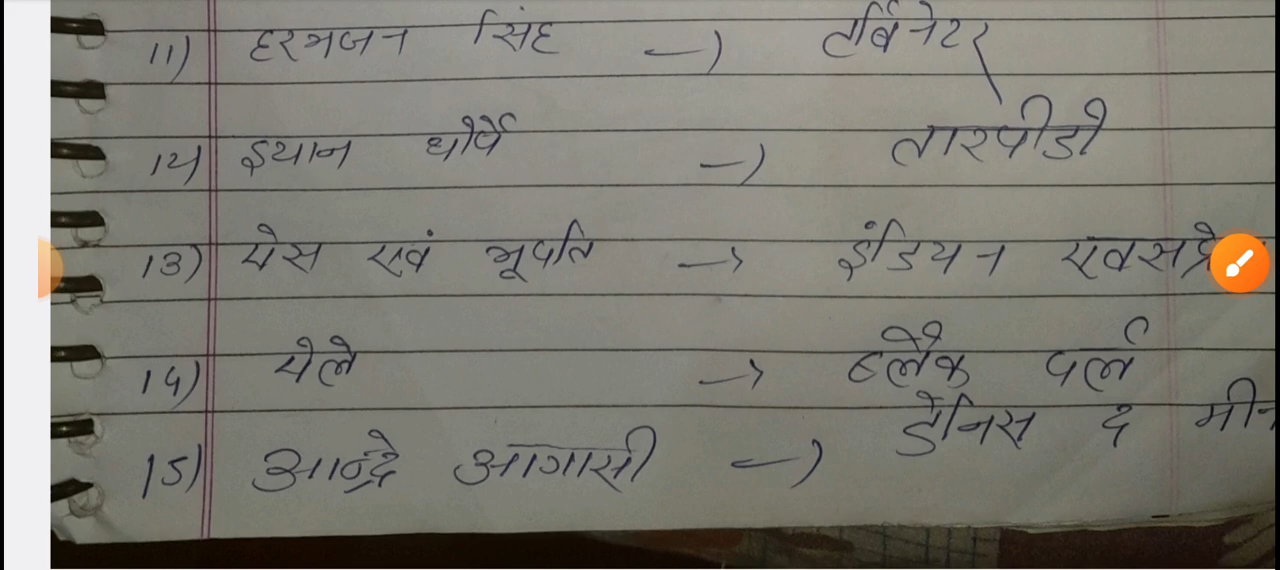 11) हरभजन सिंह → टर्बिनेटर
12) इयान थोर्पे → तारपीडो
13) पेस एवं भूपति → इंडियन एक्सप्रे
14) पेले → ब्लैक पर्ल
15) आन्द्रे आगासी → डेनिस द मीन